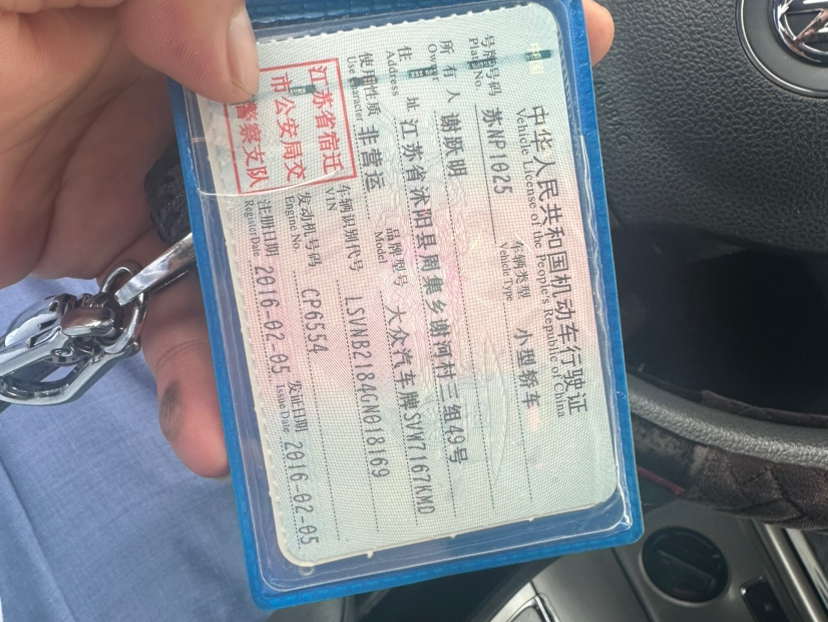 中华人民共和国机动车行驶证
Vehicle License of the People's Republic of China
号牌号码 苏NP1025 车辆类型 小型轿车
Plate No. Vehicle Type
所有人 谢跃明
Owner
住址 江苏省沭阳县周集乡谢河村三组49号
Address
使用性质 非营运 品牌型号 大众汽车牌SVW7167KMD
Use Character Model
江苏省宿迁
市公安局交
警察支队
车辆识别代号 LSVNB2184GN018169
VIN
发动机号码 CP6554
Engine No.
注册日期 2016-02-05 发证日期 2016-02-05
Register Date Issue Date